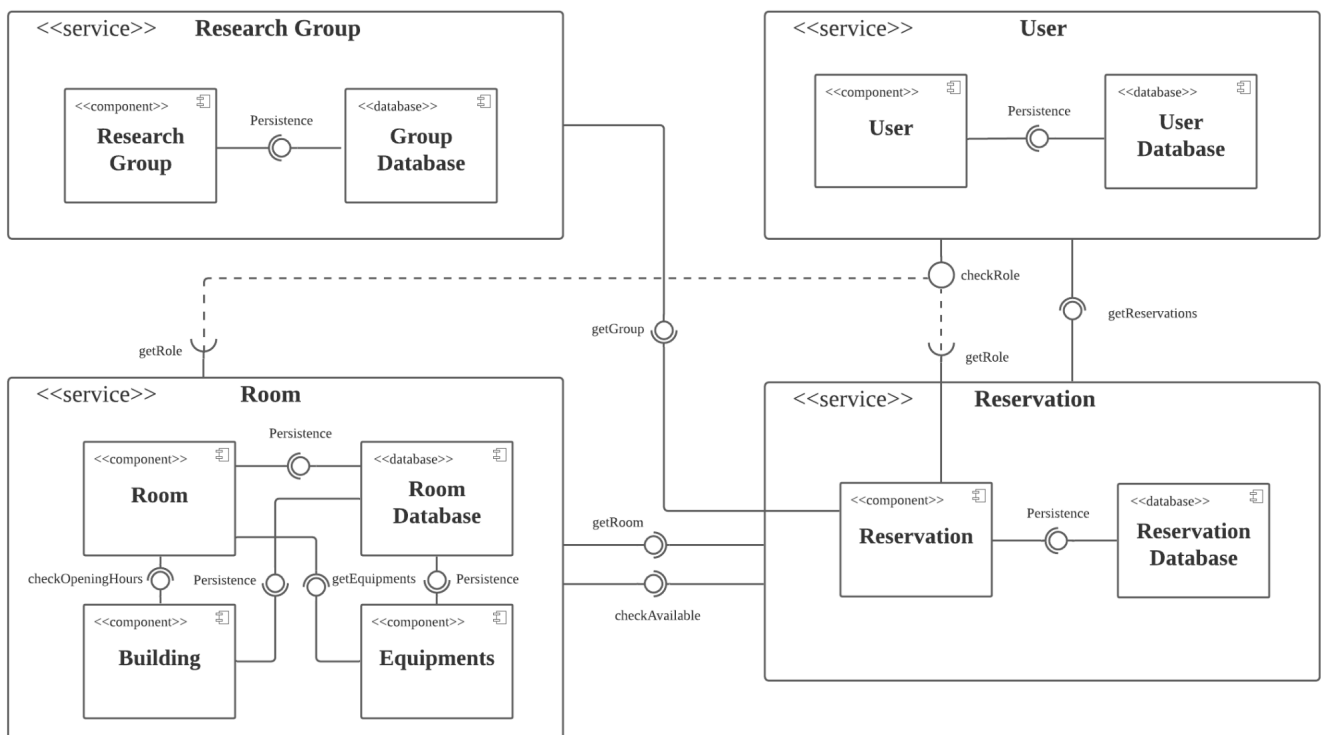 <<service>> Research Group
<<component>>
Research
Group
Persistence
<<database>>
Group
Database
<<service>> User
<<component>>
User
Persistence
<<database>>
User
Database
checkRole
getReservations
getGroup
getRole
getRole
<<service>> Room
<<component>>
Room
Persistence
<<database>>
Room
Database
checkOpeningHours
Persistence
getEquipments
Persistence
<<component>>
Building
<<component>>
Equipments
getRoom
checkAvailable
<<service>> Reservation
<<component>>
Reservation
Persistence
<<database>>
Reservation
Database